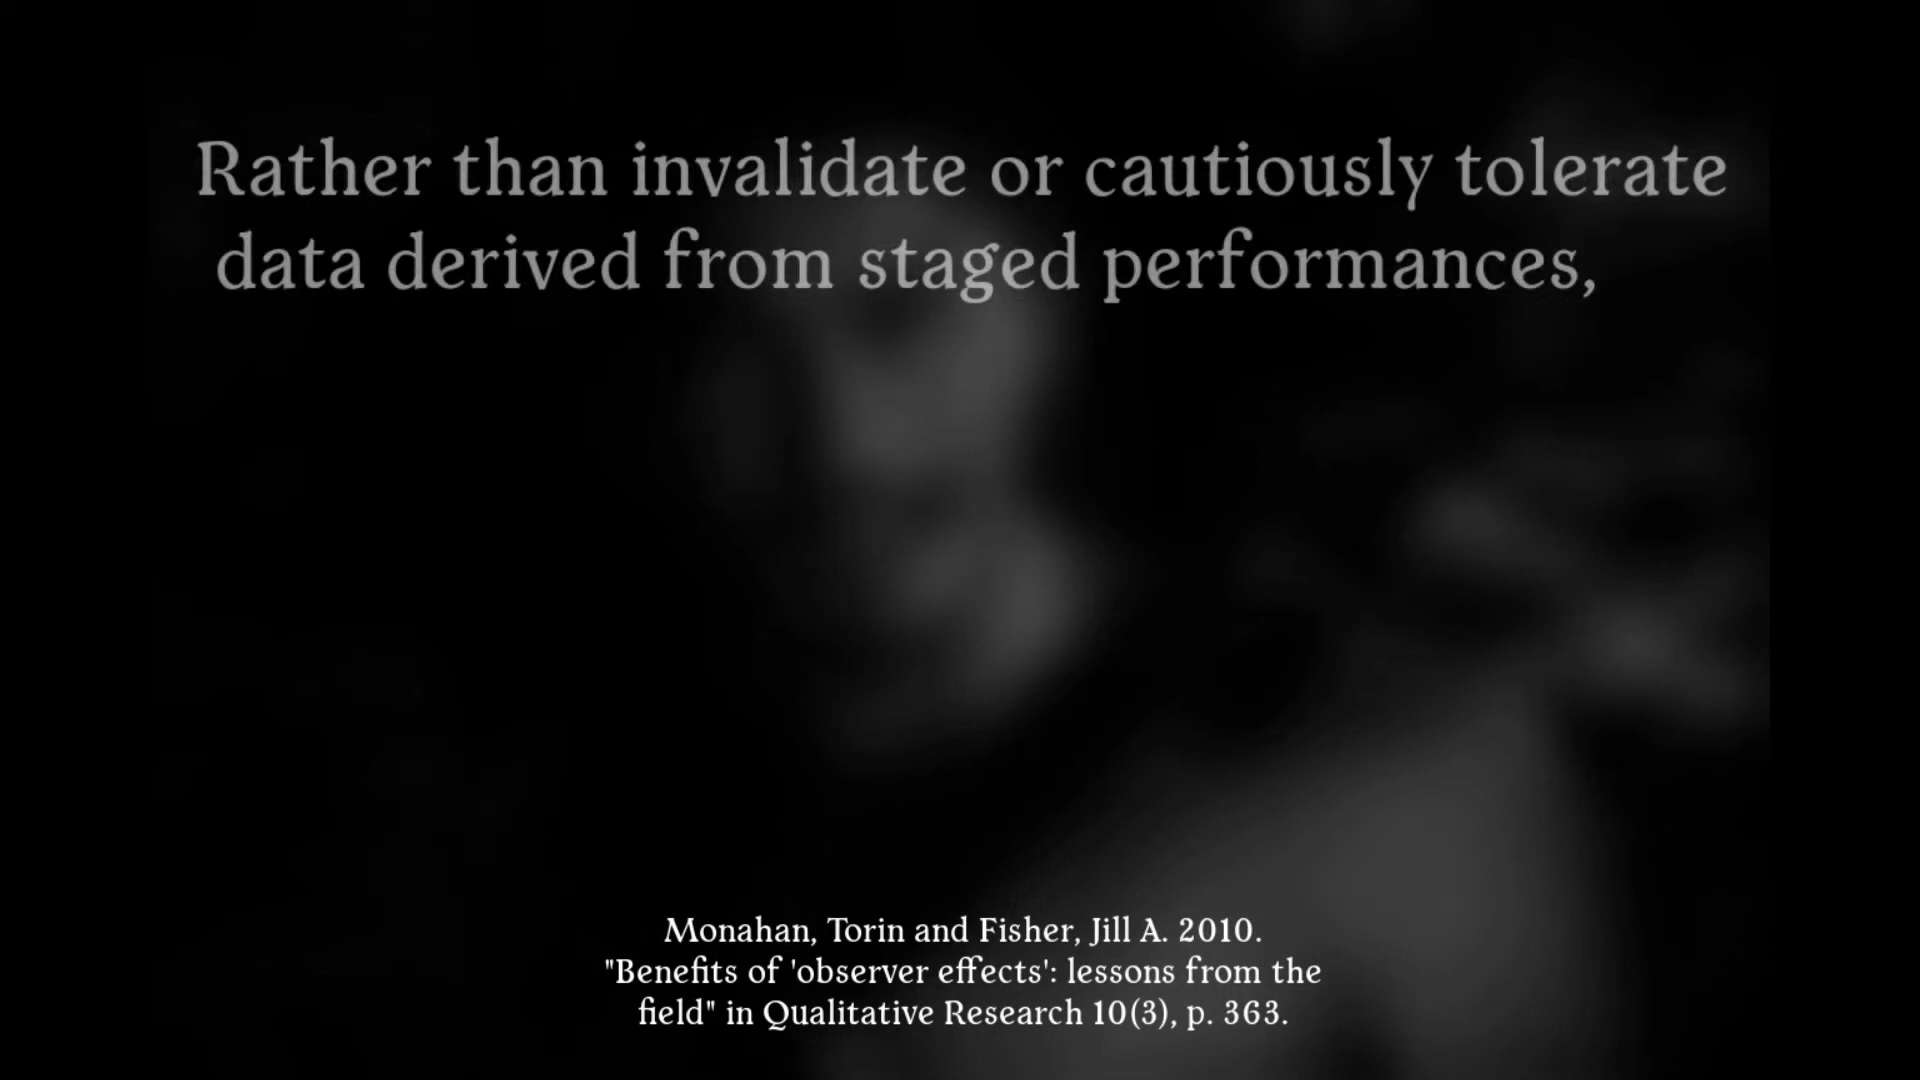 Rather than invalidate or cautiously tolerate
data derived from staged performances,
Monahan, Torin and Fisher, Jill A. 2010.
"Benefits of 'observer effects': lessons from the
field" in Qualitative Research 10(3), p. 363.